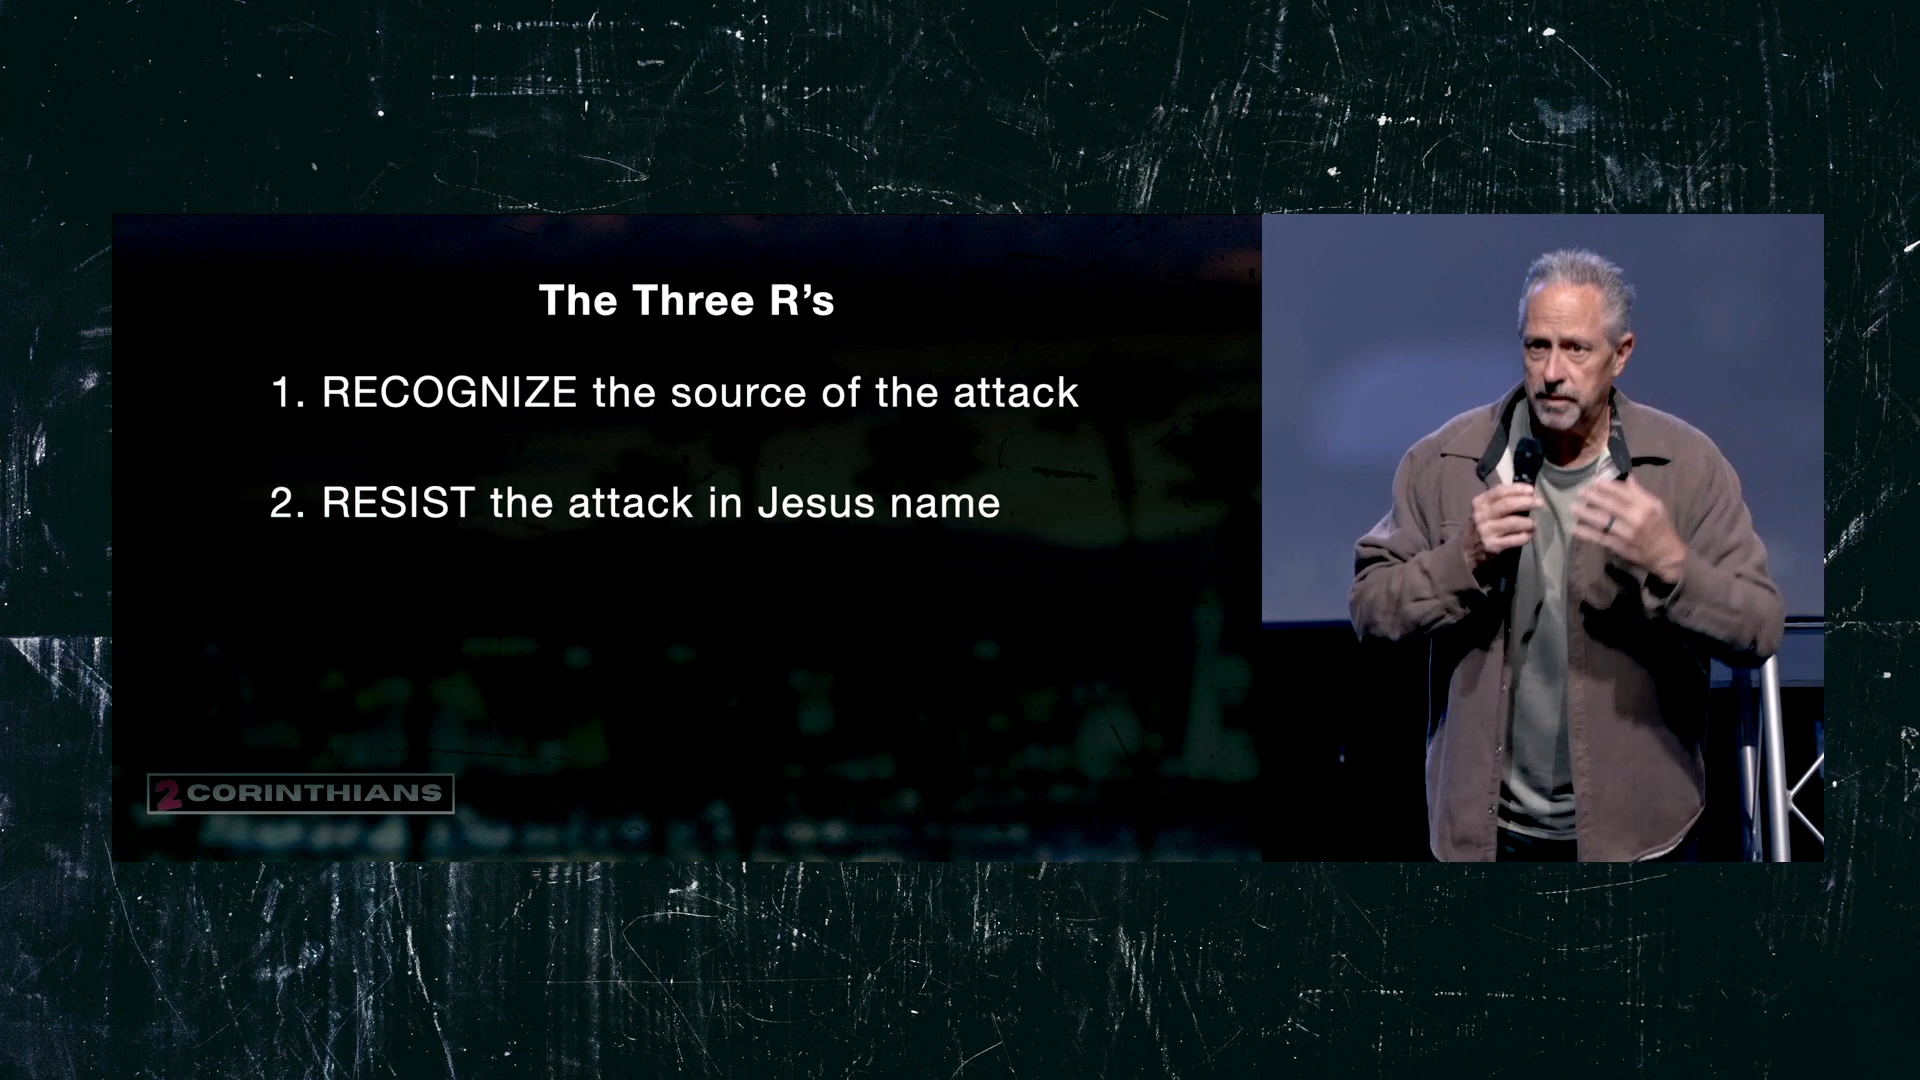 The Three R’s
1. RECOGNIZE the source of the attack
2. RESIST the attack in Jesus name
2 CORINTHIANS